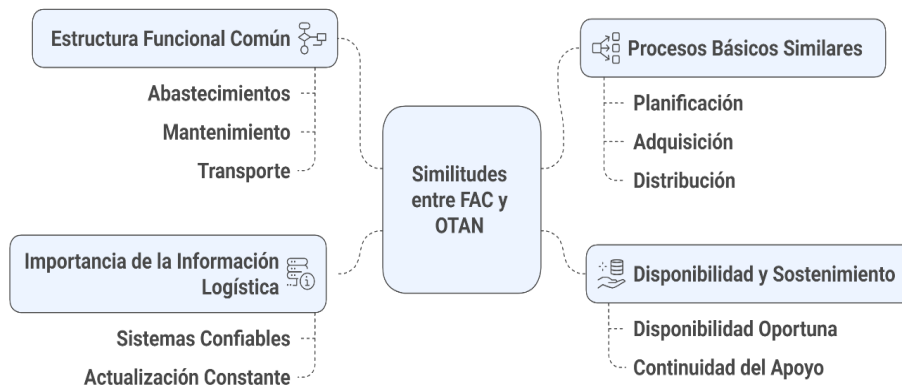 Estructura Funcional Común
Abastecimientos
Mantenimiento
Transporte
Importancia de la Información
Logística
Sistemas Confiables
Actualización Constante
Similitudes
entre FAC y
OTAN
Procesos Básicos Similares
Planificación
Adquisición
Distribución
Disponibilidad y Sostenimiento
Disponibilidad Oportuna
Continuidad del Apoyo